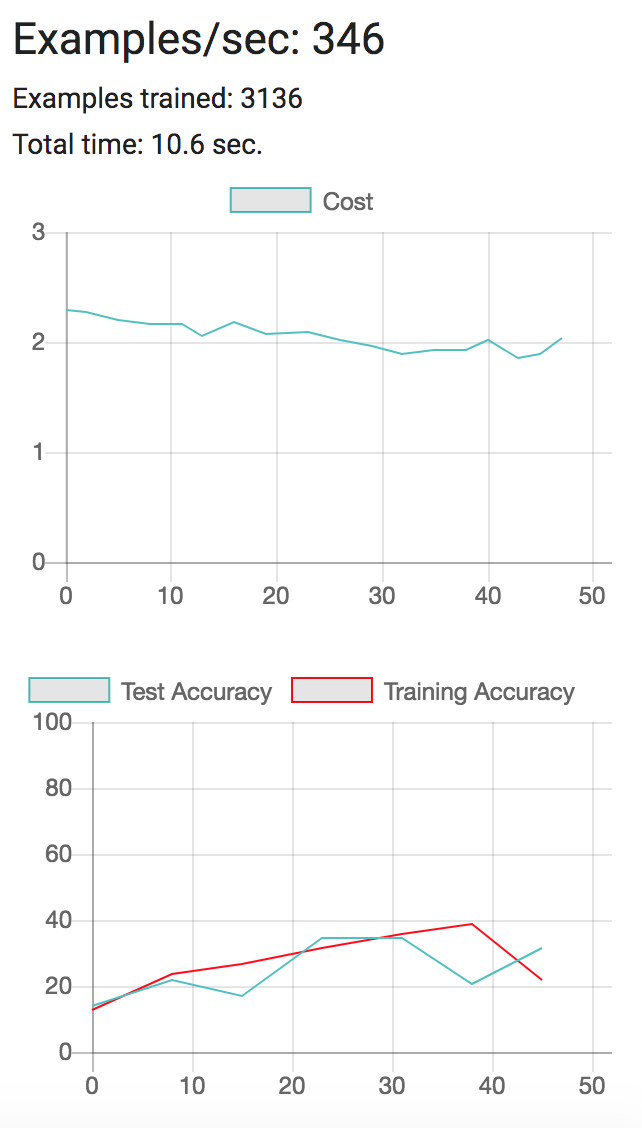 Examples/sec: 346
Examples trained: 3136
Total time: 10.6 sec.
Cost
3
2
1
0
0 10 20 30 40 50
Test Accuracy Training Accuracy
100
80
60
40
20
0
0 10 20 30 40 50